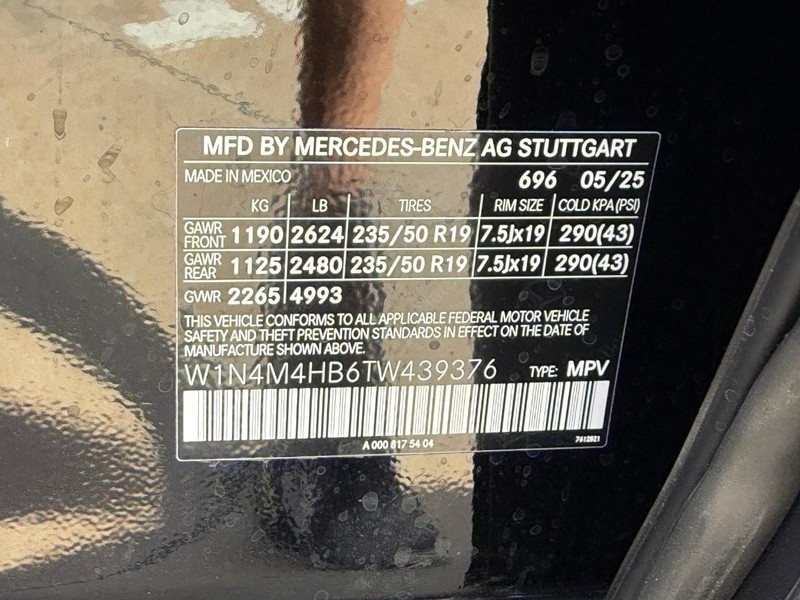 MFD BY MERCEDES-BENZ AG STUTTGART
MADE IN MEXICO 696 05/25
KG LB TIRES RIM SIZE COLD KPA (PSI)
GAWR FRONT 1190 2624 235/50 R19 7.5Jx19 290(43)
GAWR REAR 1125 2480 235/50 R19 7.5Jx19 290(43)
GVWR 2265 4993
THIS VEHICLE CONFORMS TO ALL APPLICABLE FEDERAL MOTOR VEHICLE
SAFETY AND THEFT PREVENTION STANDARDS IN EFFECT ON THE DATE OF
MANUFACTURE SHOWN ABOVE.
W1N4M4HB6TW439376 TYPE: MPV
A 000 817 54 04 7612821